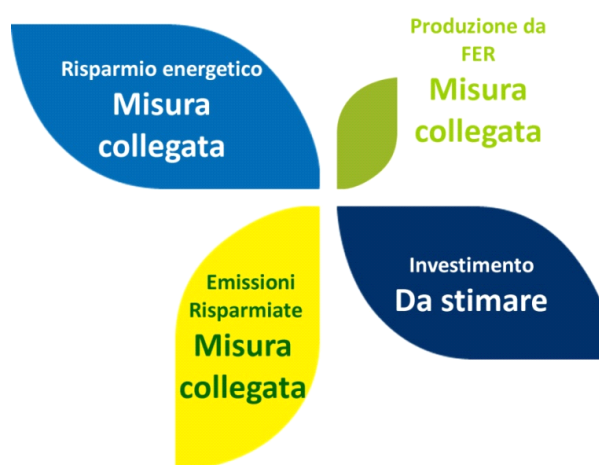 Risparmio energetico
Misura
collegata
Produzione da
FER
Misura
collegata
Emissioni
Risparmiate
Misura
collegata
Investimento
Da stimare